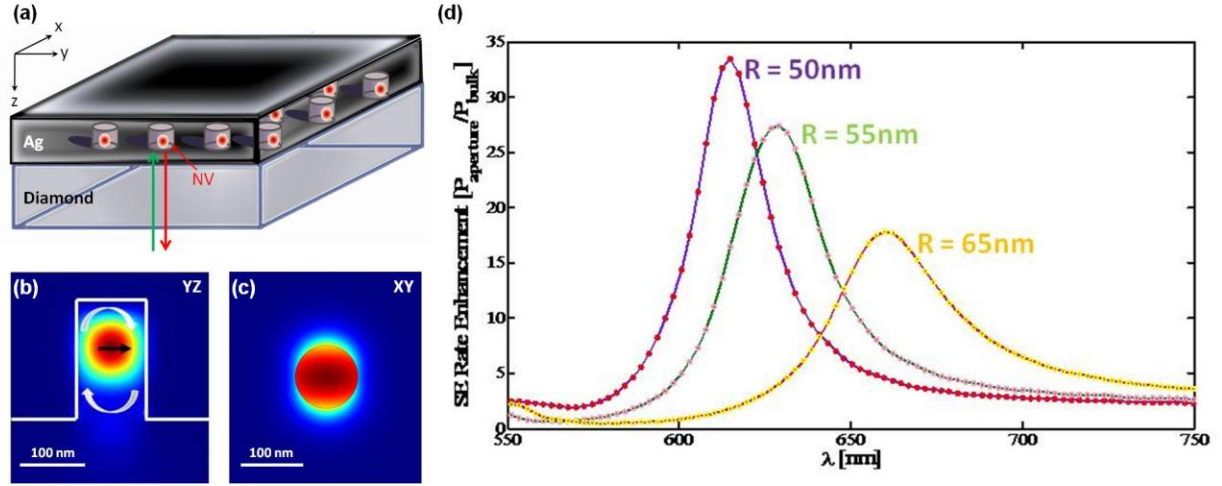 (a)
x
y
z
Ag
NV
Diamond
(b)
YZ
100 nm
(c)
XY
100 nm
(d)
SE Rate Enhancement [P_aperture/P_bulk]
35
30
25
20
15
10
5
0
R = 50nm
R = 55nm
R = 65nm
550
600
650
700
750
λ [nm]